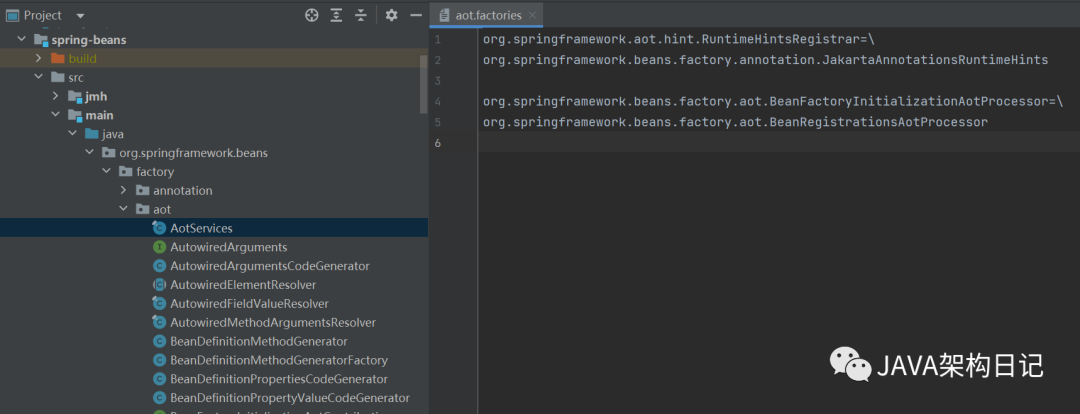 Project
spring-beans
build
src
jmh
main
java
org.springframework.beans
factory
annotation
aot
AotServices
AutowiredArguments
AutowiredArgumentsCodeGenerator
AutowiredElementResolver
AutowiredFieldValueResolver
AutowiredMethodArgumentsResolver
BeanDefinitionMethodGenerator
BeanDefinitionMethodGeneratorFactory
BeanDefinitionPropertiesCodeGenerator
BeanDefinitionPropertyValueCodeGenerator
aot.factories
1 org.springframework.aot.hint.RuntimeHintsRegistrar=\
2 org.springframework.beans.factory.annotation.JakartaAnnotationsRuntimeHints
3
4 org.springframework.beans.factory.aot.BeanFactoryInitializationAotProcessor=\
5 org.springframework.beans.factory.aot.BeanRegistrationsAotProcessor
6
JAVA架构日记